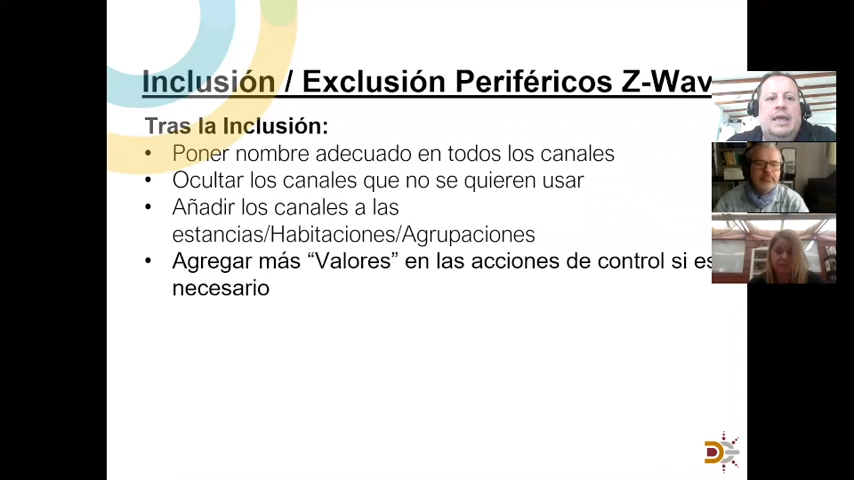 Inclusión / Exclusión Periféricos Z-Wav
Tras la Inclusión:
• Poner nombre adecuado en todos los canales
• Ocultar los canales que no se quieren usar
• Añadir los canales a las
estancias/Habitaciones/Agrupaciones
• Agregar más “Valores” en las acciones de control si es
necesario